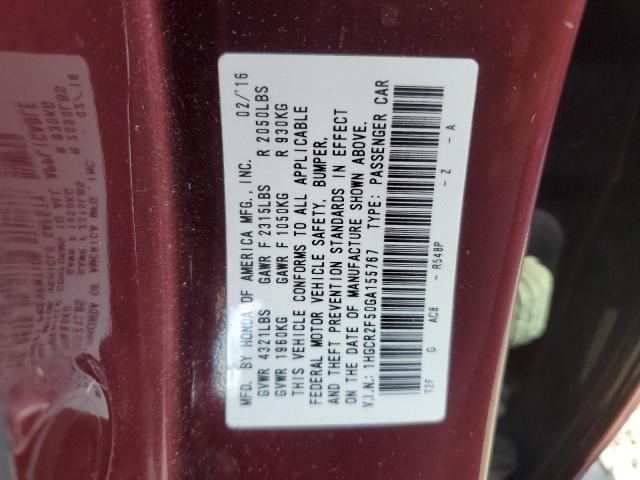 MFD. BY HONDA OF AMERICA MFG., INC. 02/'16
GVWR 4321LBS GAWR F 2315LBS R 2050LBS
GVWR 1960KG GAWR F 1050KG R 930KG
THIS VEHICLE CONFORMS TO ALL APPLICABLE
FEDERAL MOTOR VEHICLE SAFETY, BUMPER,
AND THEFT PREVENTION STANDARDS IN EFFECT
ON THE DATE OF MANUFACTURE SHOWN ABOVE.
V.I.N.: 1HGCR2F50GA155767 TYPE: PASSENGER CAR
T2F G AC8 - R548P - Z - A